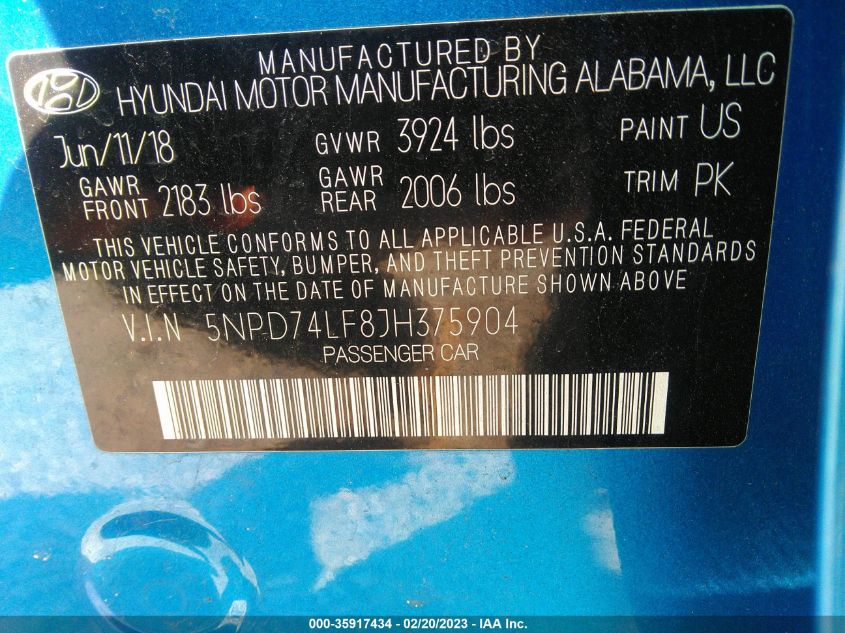 MANUFACTURED BY
HYUNDAI MOTOR MANUFACTURING ALABAMA, LLC
Jun/11/18 GVWR 3924 lbs PAINT US
GAWR FRONT 2183 lbs GAWR REAR 2006 lbs TRIM PK
THIS VEHICLE CONFORMS TO ALL APPLICABLE U.S.A. FEDERAL
MOTOR VEHICLE SAFETY, BUMPER, AND THEFT PREVENTION STANDARDS
IN EFFECT ON THE DATE OF MANUFACTURE SHOWN ABOVE
V.I.N 5NPD74LF8JH375904
PASSENGER CAR
000-35917434 - 02/20/2023 - IAA Inc.